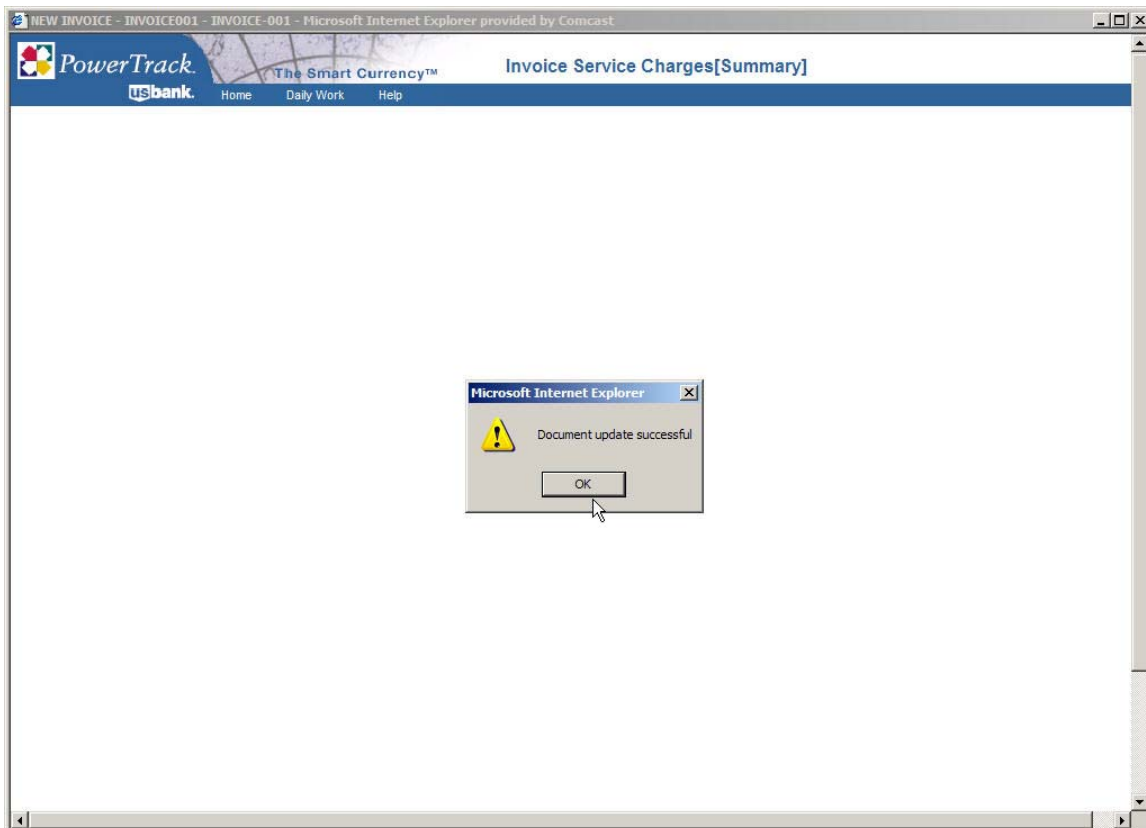 NEW INVOICE - INVOICE001 - INVOICE-001 - Microsoft Internet Explorer provided by Comcast
PowerTrack.
The Smart Currency™
Invoice Service Charges[Summary]
usbank.
Home Daily Work Help
Microsoft Internet Explorer
Document update successful
OK